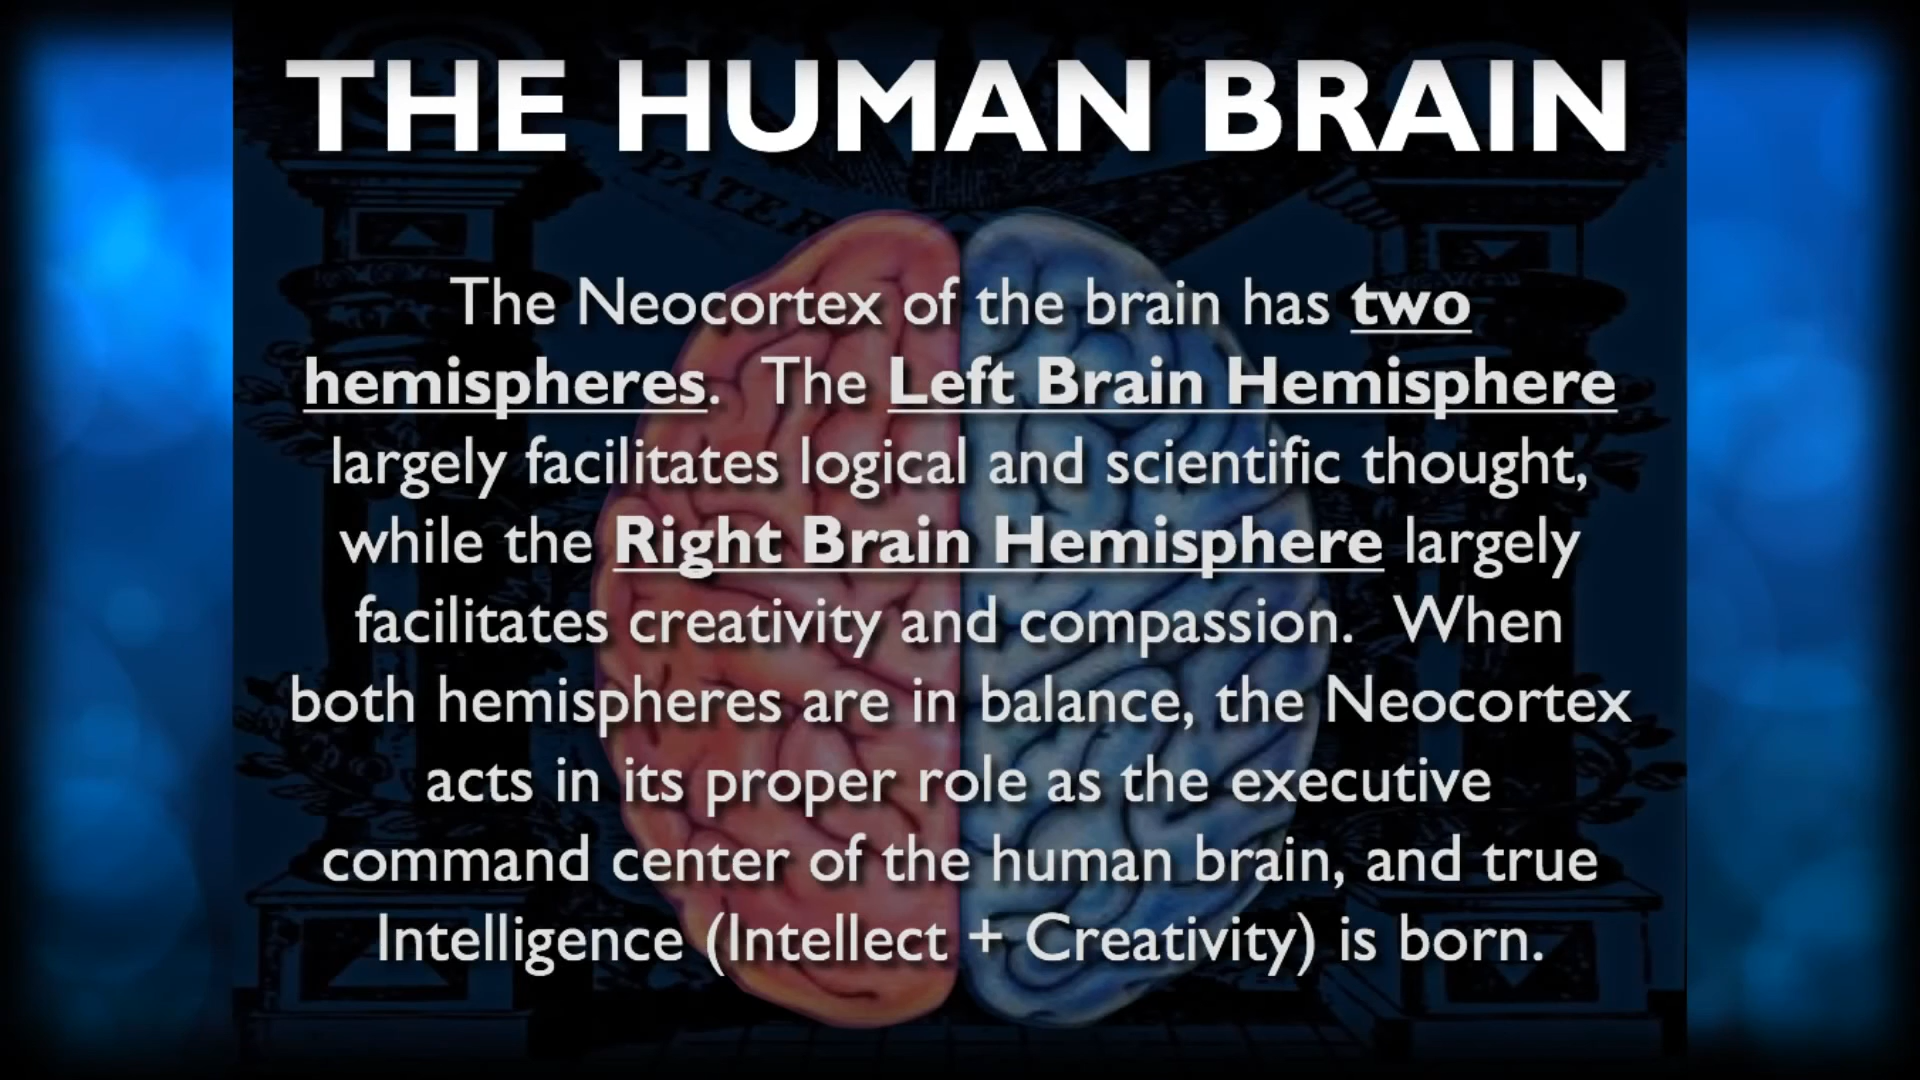 THE HUMAN BRAIN
PATER
The Neocortex of the brain has two
hemispheres. The Left Brain Hemisphere
largely facilitates logical and scientific thought,
while the Right Brain Hemisphere largely
facilitates creativity and compassion. When
both hemispheres are in balance, the Neocortex
acts in its proper role as the executive
command center of the human brain, and true
Intelligence (Intellect + Creativity) is born.